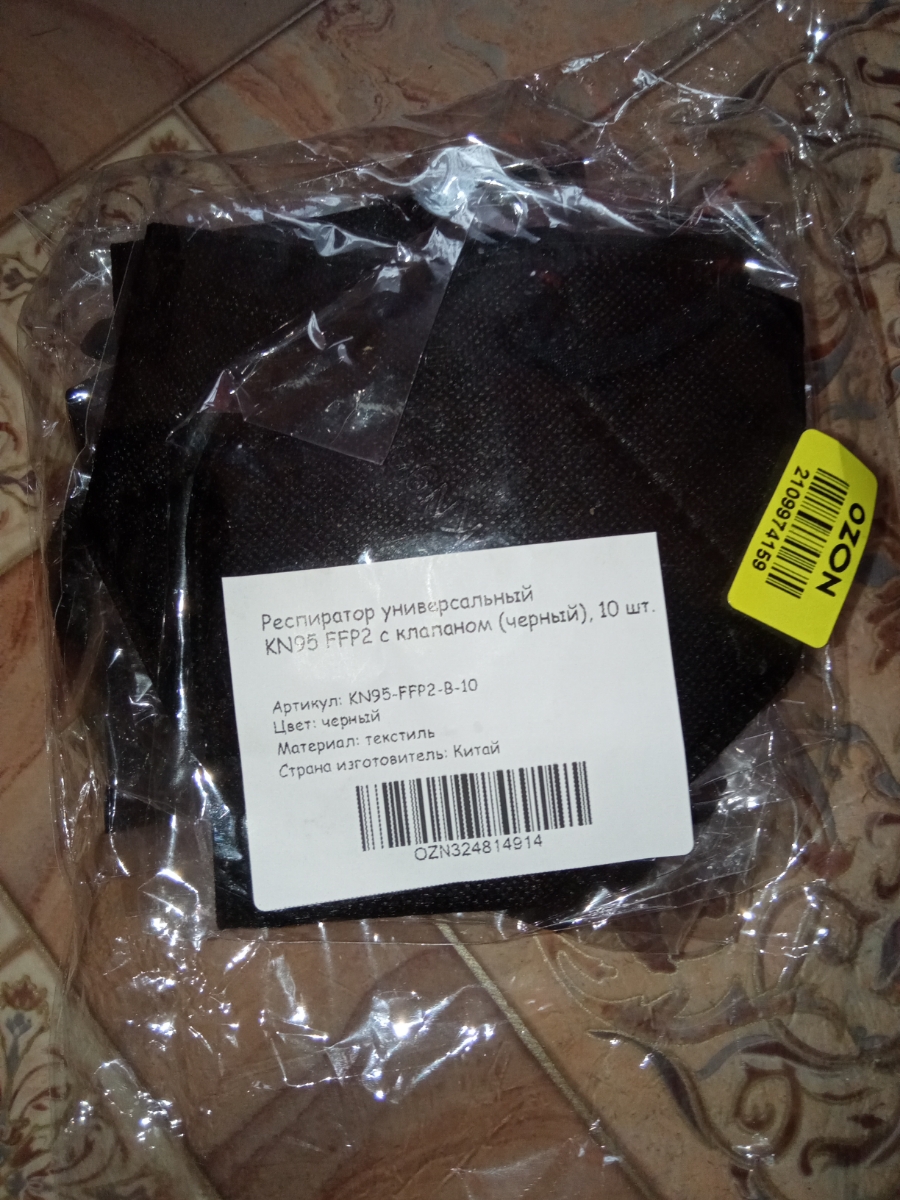 Респиратор универсальный
KN95 FFP2 с клапаном (черный), 10 шт.
Артикул: KN95-FFP2-B-10
Цвет: черный
Материал: текстиль
Страна изготовитель: Китай
OZN324814914
OZON
2109974159